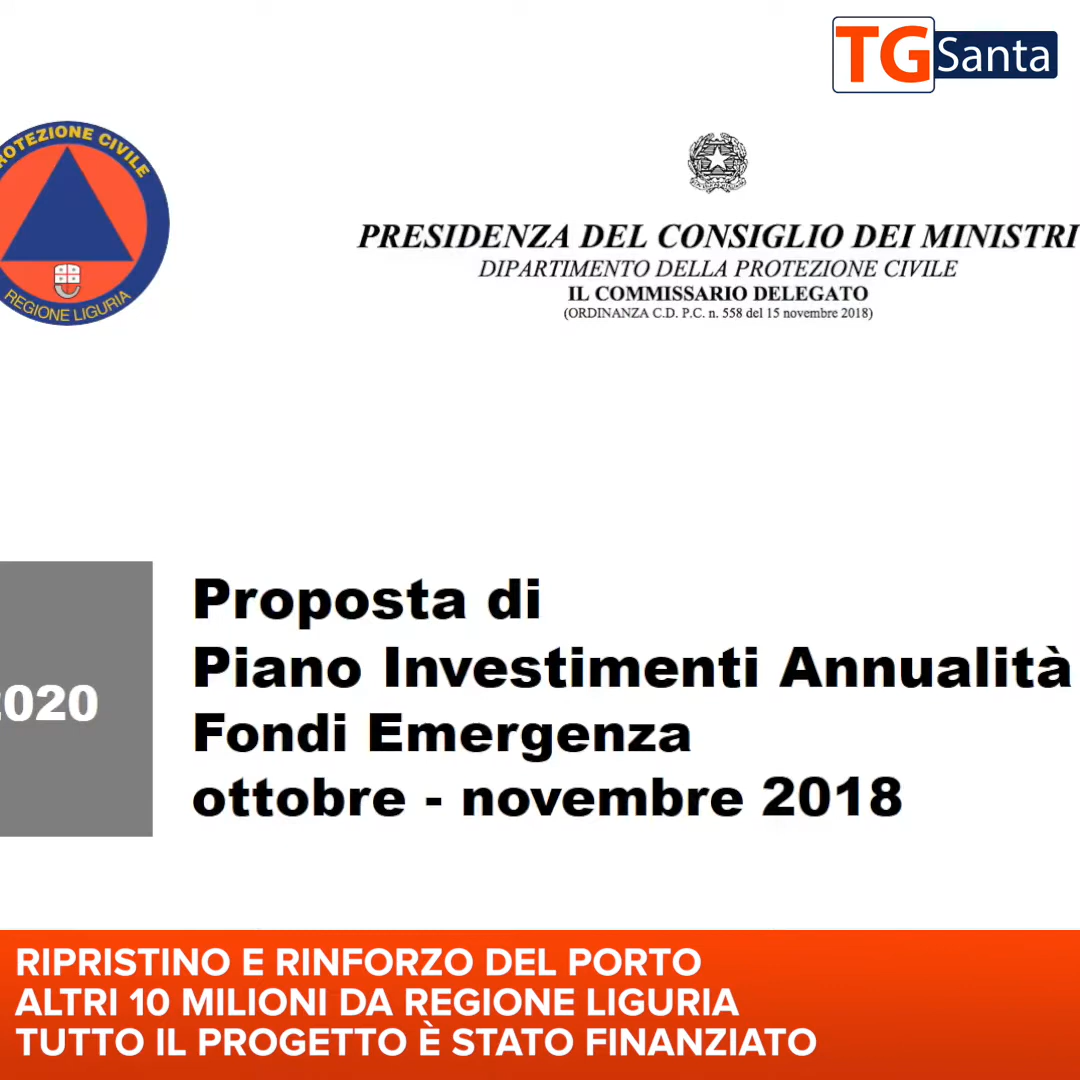 TG Santa
PROTEZIONE CIVILE
REGIONE LIGURIA
PRESIDENZA DEL CONSIGLIO DEI MINISTRI
DIPARTIMENTO DELLA PROTEZIONE CIVILE
IL COMMISSARIO DELEGATO
(ORDINANZA C.D. P.C. n. 558 del 15 novembre 2018)
2020
Proposta di
Piano Investimenti Annualità
Fondi Emergenza
ottobre - novembre 2018
RIPRISTINO E RINFORZO DEL PORTO
ALTRI 10 MILIONI DA REGIONE LIGURIA
TUTTO IL PROGETTO È STATO FINANZIATO